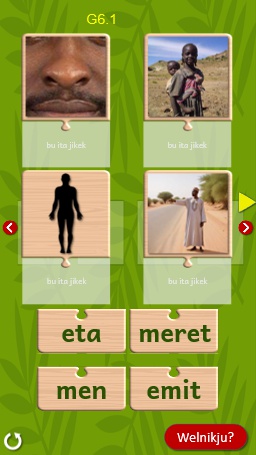 G6.1
bu ita jikek
bu ita jikek
bu ita jikek
bu ita jikek
eta
meret
men
emit
Welnikju?